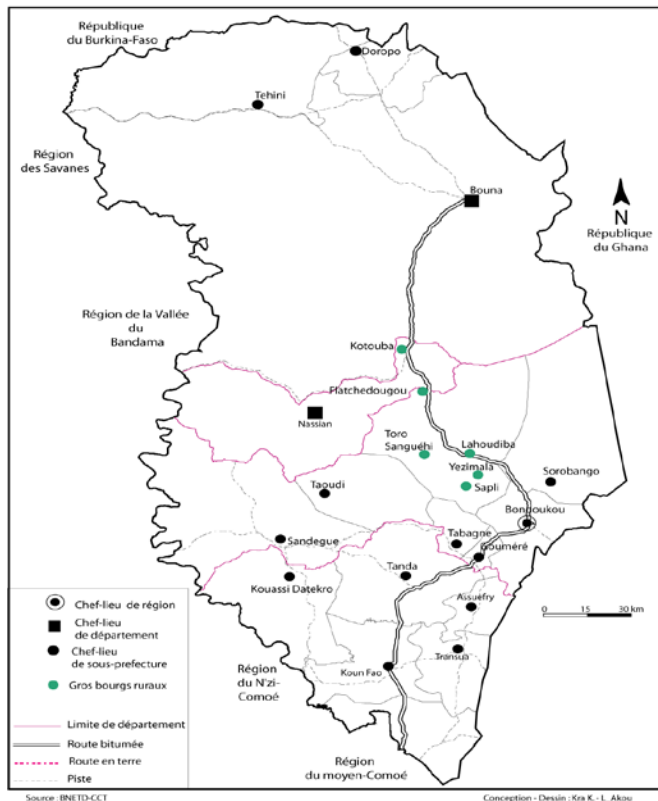 République
du Burkina-Faso
Doropo
Tehini
Région
des Savanes
Bouna
N
République
du Ghana
Région de la Vallée
du
Bandama
Kotouba
Flatchedougou
Nassian
Toro
Sanguéhi
Lahoudiba
Yezimala
Sorobango
Sapli
Taoudi
Bondoukou
Tabagne
Sandegue
Gouméré
Tanda
Kouassi Datekro
Assuefry
0 15 30 km
Transua
Koun Fao
Région
du N'zi-
Comoé
Région
du moyen-Comoé
Chef-lieu de région
Chef-lieu
de département
Chef-lieu
de sous-prefecture
Gros bourgs ruraux
Limite de département
Route bitumée
Route en terre
Piste
Source : BNETD-CCT
Conception - Dessin : Kra K. - L. Akou